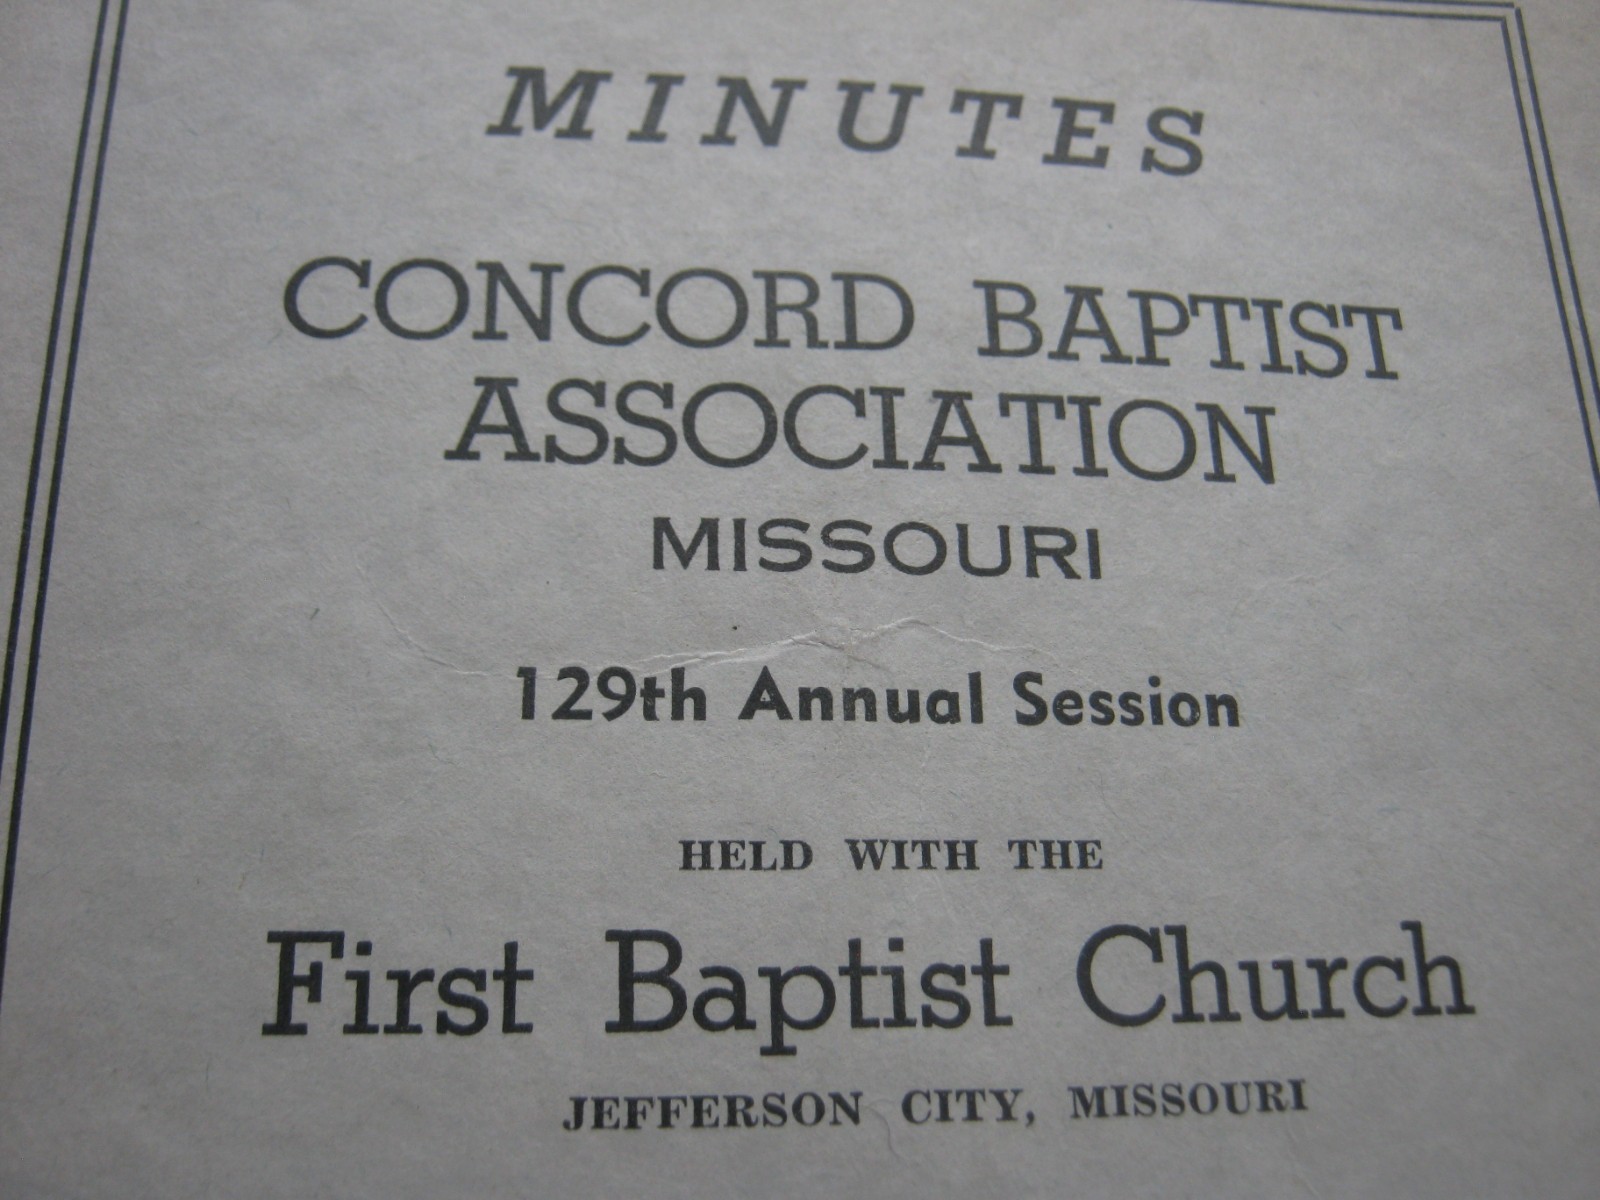 MINUTES
CONCORD BAPTIST
ASSOCIATION
MISSOURI
129th Annual Session
HELD WITH THE
First Baptist Church
JEFFERSON CITY, MISSOURI